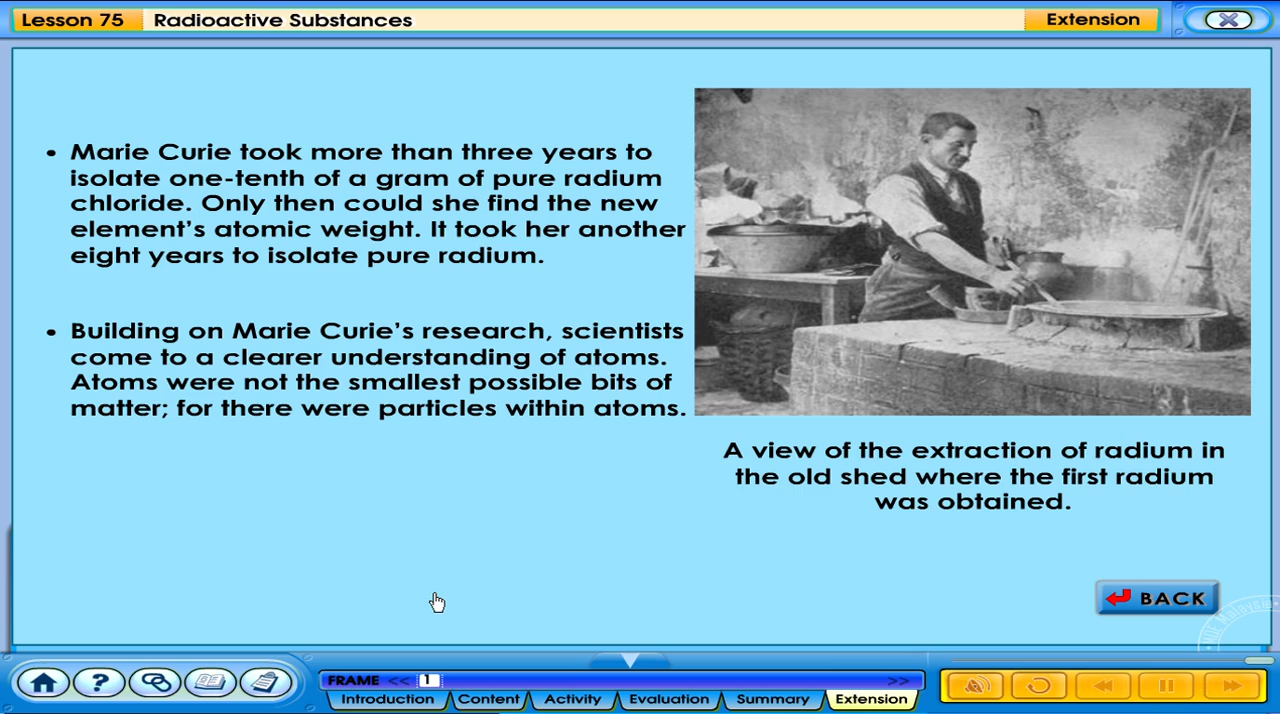 Lesson 75
Radioactive Substances
Extension
• Marie Curie took more than three years to
isolate one-tenth of a gram of pure radium
chloride. Only then could she find the new
element's atomic weight. It took her another
eight years to isolate pure radium.
• Building on Marie Curie's research, scientists
come to a clearer understanding of atoms.
Atoms were not the smallest possible bits of
matter; for there were particles within atoms.
A view of the extraction of radium in
the old shed where the first radium
was obtained.
BACK
MOE Malaysia
FRAME << 1 >>
Introduction
Content
Activity
Evaluation
Summary
Extension